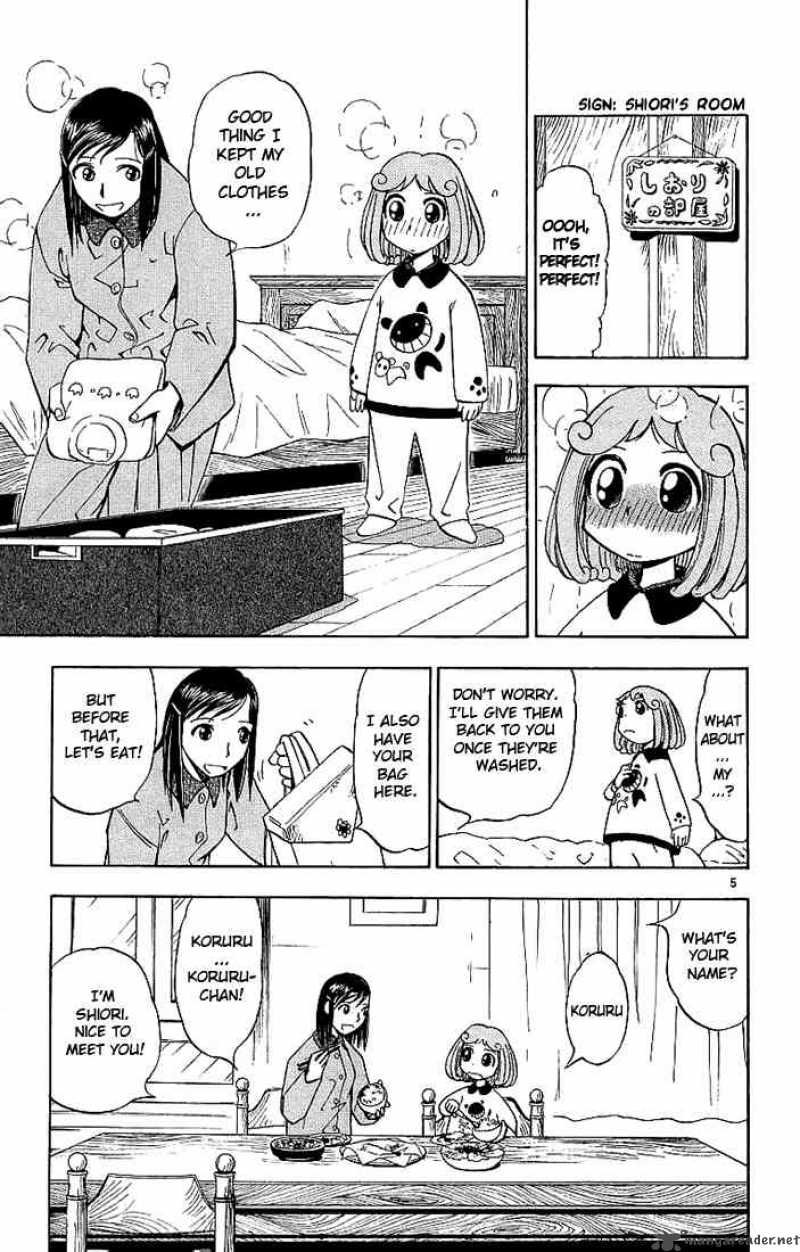 SIGN: SHIORI'S ROOM
しおり
の部屋
OOOH,
IT'S
PERFECT!
PERFECT!
GOOD
THING I
KEPT MY
OLD
CLOTHES
...
WHAT
ABOUT
...
MY
...?
DON'T WORRY.
I'LL GIVE THEM
BACK TO YOU
ONCE THEY'RE
WASHED.
I ALSO
HAVE
YOUR
BAG
HERE.
BUT
BEFORE
THAT,
LET'S EAT!
5
WHAT'S
YOUR
NAME?
KORURU
KORURU
...
KORURU-
CHAN!
I'M
SHIORI.
NICE TO
MEET YOU!
mangareader.net